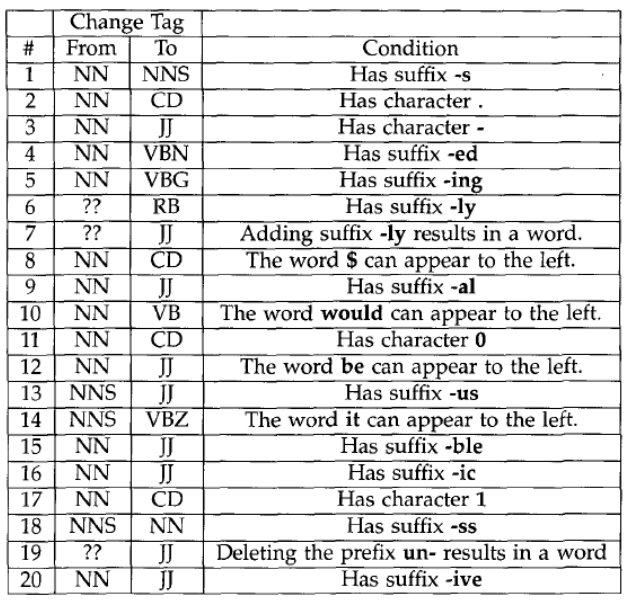 Change Tag
# From To Condition
1 NN NNS Has suffix -s
2 NN CD Has character .
3 NN JJ Has character -
4 NN VBN Has suffix -ed
5 NN VBG Has suffix -ing
6 ?? RB Has suffix -ly
7 ?? JJ Adding suffix -ly results in a word.
8 NN CD The word $ can appear to the left.
9 NN JJ Has suffix -al
10 NN VB The word would can appear to the left.
11 NN CD Has character 0
12 NN JJ The word be can appear to the left.
13 NNS JJ Has suffix -us
14 NNS VBZ The word it can appear to the left.
15 NN JJ Has suffix -ble
16 NN JJ Has suffix -ic
17 NN CD Has character 1
18 NNS NN Has suffix -ss
19 ?? JJ Deleting the prefix un- results in a word
20 NN JJ Has suffix -ive